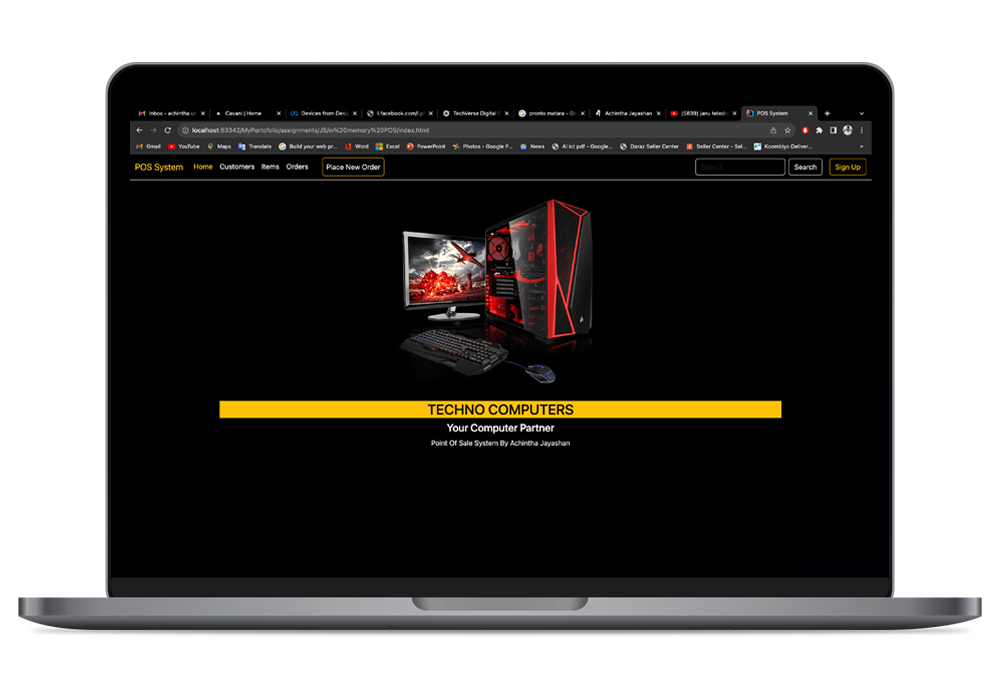 Inbox - achintha.u
Cavani | Home
Devices from Desi
l.facebook.com/l.p
TechVerse Digital
pronto matara - G
Achintha Jayashan
(5839) janu teled
POS System
localhost:63342/MyPortofolio/assignments/JS/in%20memory%20POS/index.html
Gmail YouTube Maps Translate Build your web pr... Word Excel PowerPoint Photos - Google P... News Al ict pdf - Google... Daraz Seller Center Seller Center - Sel... Koombiyo Deliver... »
POS System Home Customers Items Orders Place New Order Search Search Sign Up
TECHNO COMPUTERS
Your Computer Partner
Point Of Sale System By Achintha Jayashan